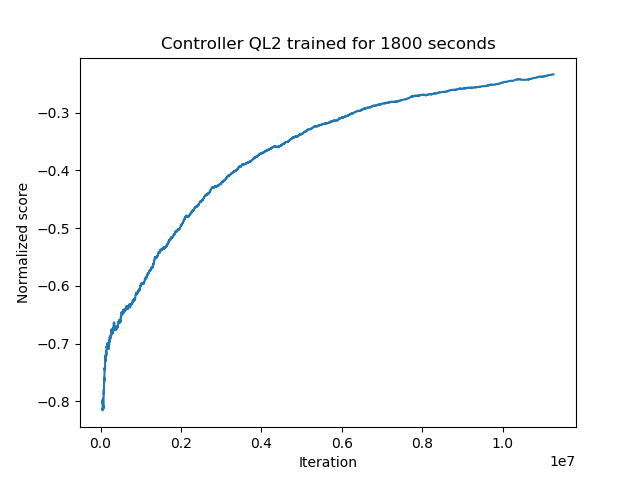 Controller QL2 trained for 1800 seconds
Normalized score
−0.3
−0.4
−0.5
−0.6
−0.7
−0.8
0.0 0.2 0.4 0.6 0.8 1.0
1e7
Iteration